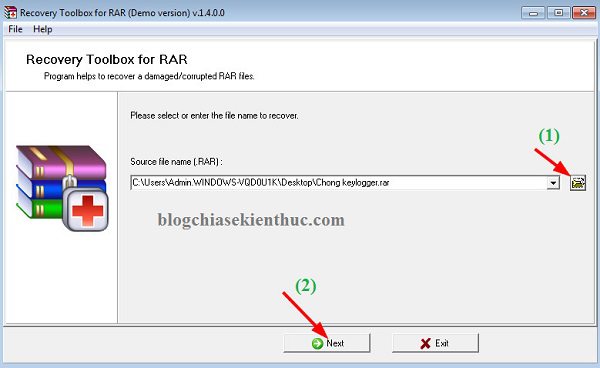 Recovery Toolbox for RAR (Demo version) v.1.4.0.0
File Help
Recovery Toolbox for RAR
Program helps to recover a damaged/corrupted RAR files.
Please select or enter the file name to recover.
(1)
Source file name (.RAR) :
C:\Users\Admin.WINDOWS-VQD0U1K\Desktop\Chong keylogger.rar
blogchiasekienthuc.com
(2)
Next Exit